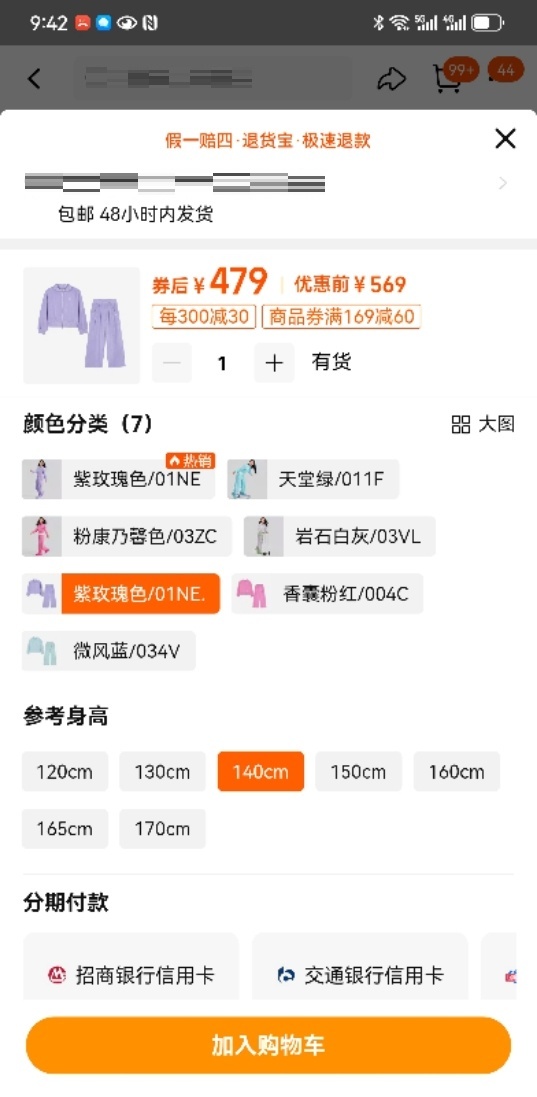 9:42
5G 4G
99+ 44
假一赔四·退货宝·极速退款
包邮 48小时内发货
券后¥479 优惠前¥569
每300减30 商品券满169减60
1 有货
颜色分类（7） 大图
热销
紫玫瑰色/01NE 天堂绿/011F
粉康乃馨色/03ZC 岩石白灰/03VL
紫玫瑰色/01NE. 香囊粉红/004C
微风蓝/034V
参考身高
120cm 130cm 140cm 150cm 160cm
165cm 170cm
分期付款
招商银行信用卡 交通银行信用卡
加入购物车